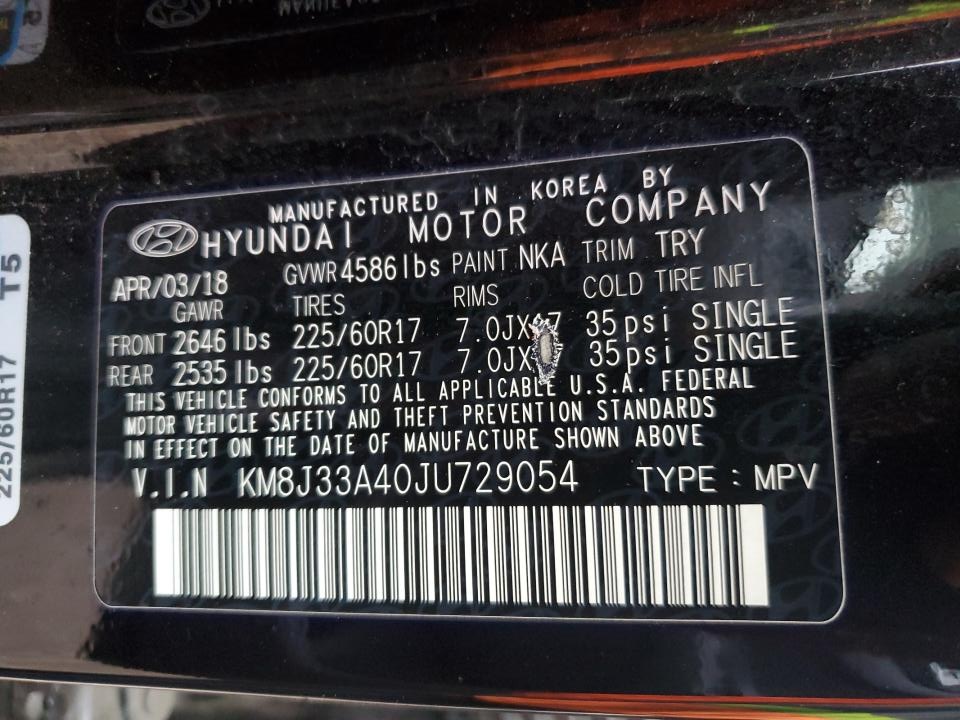 MANUFACTURED IN KOREA BY
HYUNDAI MOTOR COMPANY
APR/03/18 GVWR 4586lbs PAINT NKA TRIM TRY
GAWR TIRES RIMS COLD TIRE INFL
FRONT 2646 lbs 225/60R17 35psi SINGLE
REAR 2535 lbs 225/60R17 35psi SINGLE
THIS VEHICLE CONFORMS TO ALL APPLICABLE U.S.A. FEDERAL
MOTOR VEHICLE SAFETY AND THEFT PREVENTION STANDARDS
IN EFFECT ON THE DATE OF MANUFACTURE SHOWN ABOVE
V.I.N KM8J33A40JU729054 TYPE : MPV
225/60R17 T5